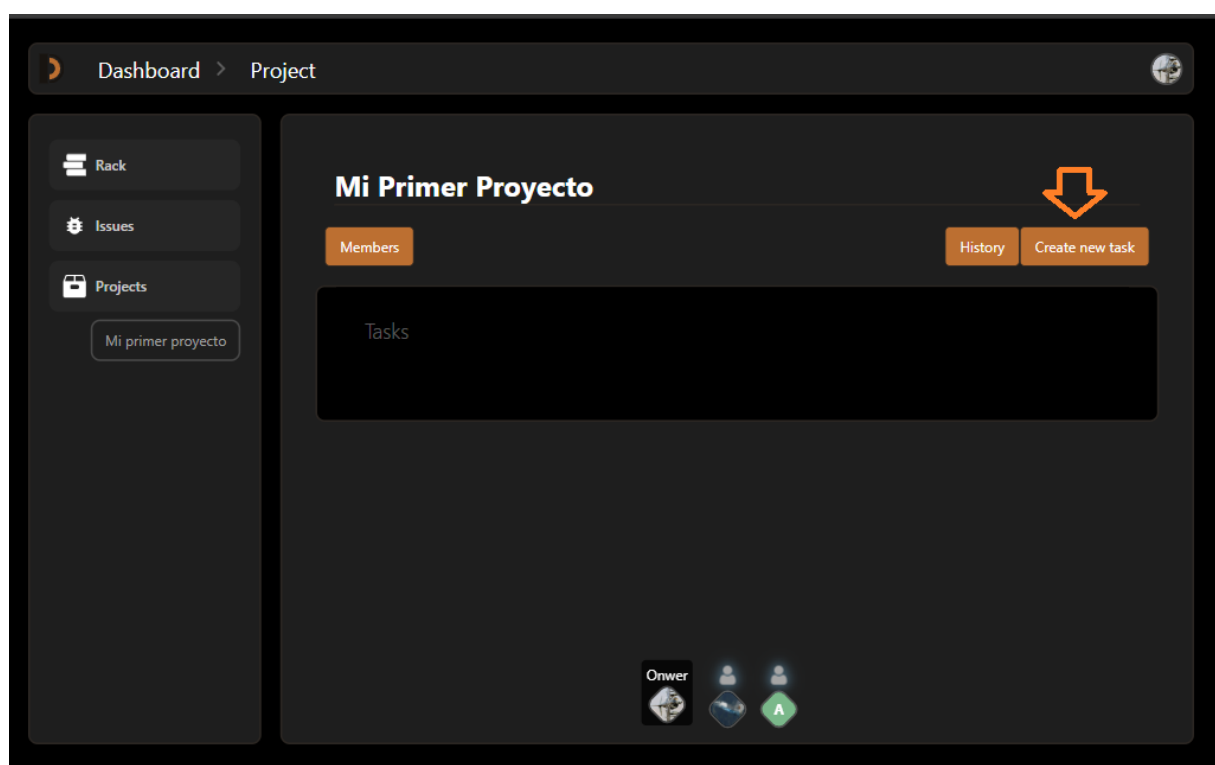 Dashboard > Project
Rack
Issues
Projects
Mi primer proyecto
Mi Primer Proyecto
Members
History
Create new task
Tasks
Onwer
A